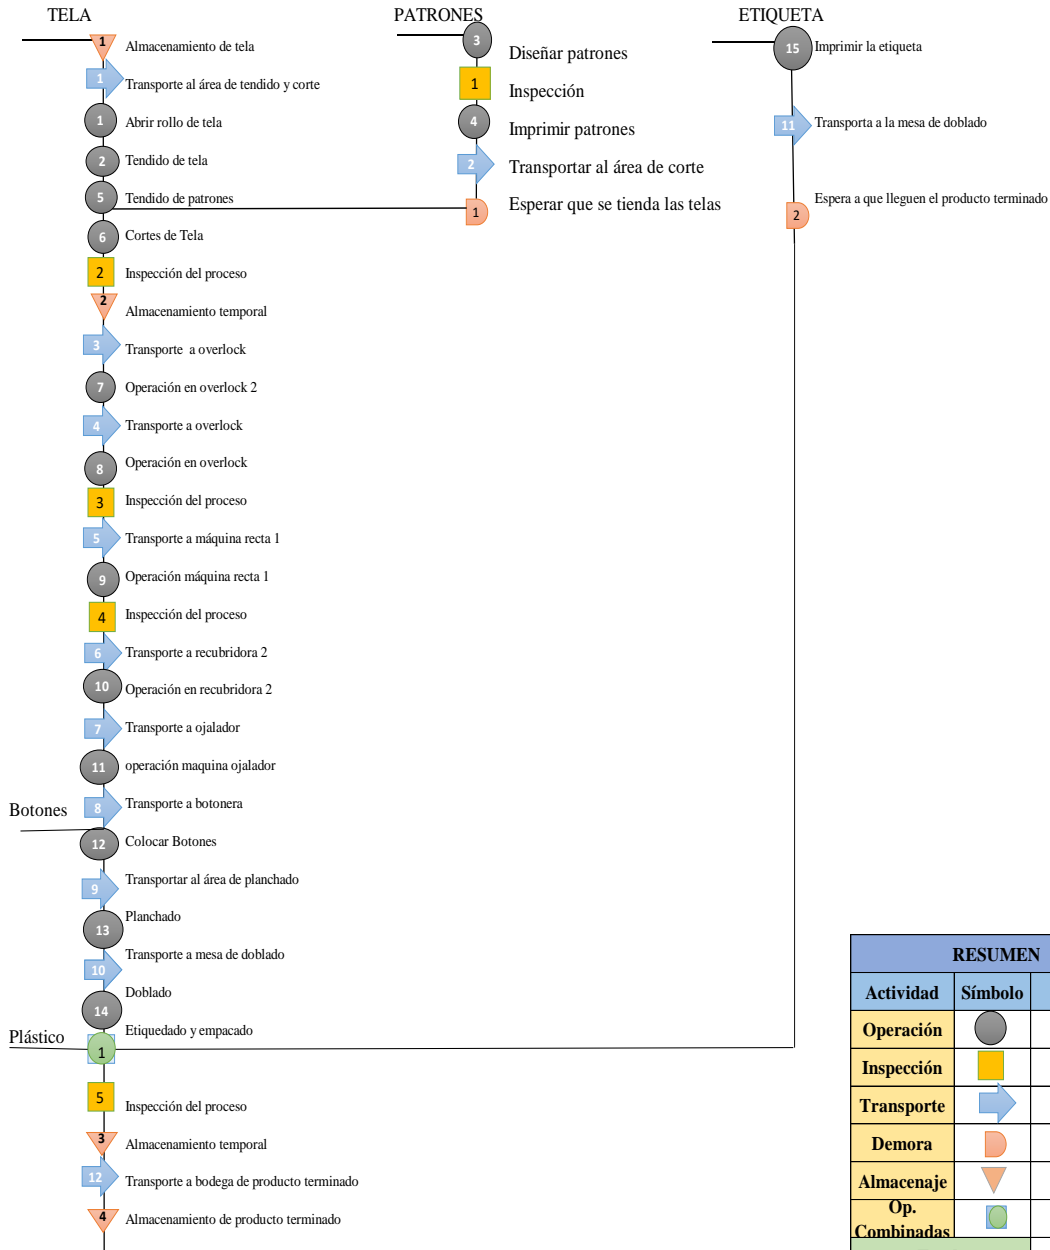 TELA
1 Almacenamiento de tela
1 Transporte al área de tendido y corte
1 Abrir rollo de tela
2 Tendido de tela
5 Tendido de patrones
6 Cortes de Tela
2 Inspección del proceso
2 Almacenamiento temporal
3 Transporte a overlock
7 Operación en overlock 2
4 Transporte a overlock
8 Operación en overlock
3 Inspección del proceso
5 Transporte a máquina recta 1
9 Operación máquina recta 1
4 Inspección del proceso
6 Transporte a recubridora 2
10 Operación en recubridora 2
7 Transporte a ojalador
11 operación maquina ojalador
8 Transporte a botonera
Botones
12 Colocar Botones
9 Transportar al área de planchado
13 Planchado
10 Transporte a mesa de doblado
14 Doblado
Plástico
1 Etiquedado y empacado
5 Inspección del proceso
3 Almacenamiento temporal
12 Transporte a bodega de producto terminado
4 Almacenamiento de producto terminado
PATRONES
3 Diseñar patrones
1 Inspección
4 Imprimir patrones
2 Transportar al área de corte
1 Esperar que se tienda las telas
ETIQUETA
15 Imprimir la etiqueta
11 Transporta a la mesa de doblado
2 Espera a que lleguen el producto terminado
RESUMEN
Actividad Símbolo
Operación
Inspección
Transporte
Demora
Almacenaje
Op.
Combinadas